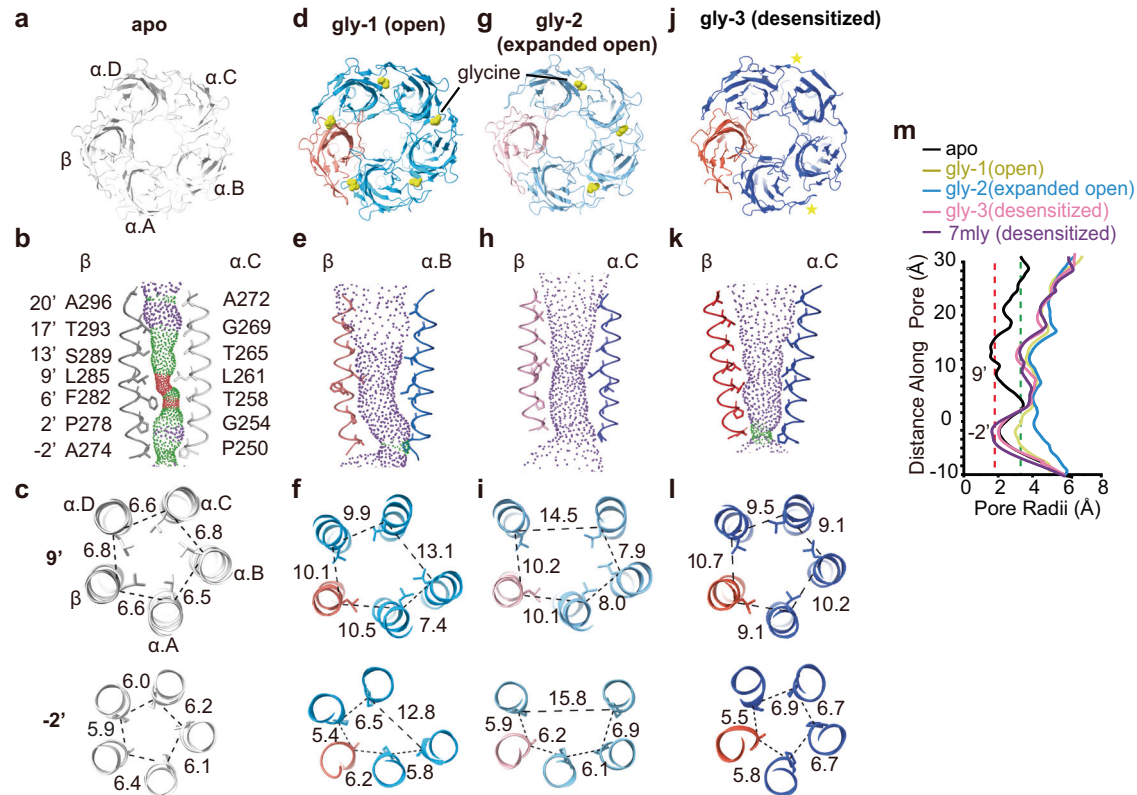 a
apo
α.D
α.C
β
α.B
α.A
d
gly-1 (open)
g
gly-2
(expanded open)
glycine
j
gly-3 (desensitized)
m
apo
gly-1(open)
gly-2(expanded open)
gly-3(desensitized)
7mly (desensitized)
30
20
10
0
-10
9'
-2'
Distance Along Pore (Å)
0 2 4 6 8
Pore Radii (Å)
b
β
α.C
20' A296
A272
17' T293
G269
13' S289
T265
9' L285
L261
6' F282
T258
2' P278
G254
-2' A274
P250
e
β
α.B
h
β
α.C
k
β
α.C
c
9'
α.D
α.C
6.6
6.8
6.8
α.B
β
6.6
6.5
α.A
f
9.9
13.1
10.1
10.5
7.4
i
14.5
7.9
10.2
10.1
8.0
l
9.5
9.1
10.7
10.2
9.1
-2'
6.0
6.2
5.9
6.4
6.1
6.5
12.8
5.4
6.2
5.8
15.8
5.9
6.2
6.9
6.1
5.5
6.9
6.7
5.8
6.7